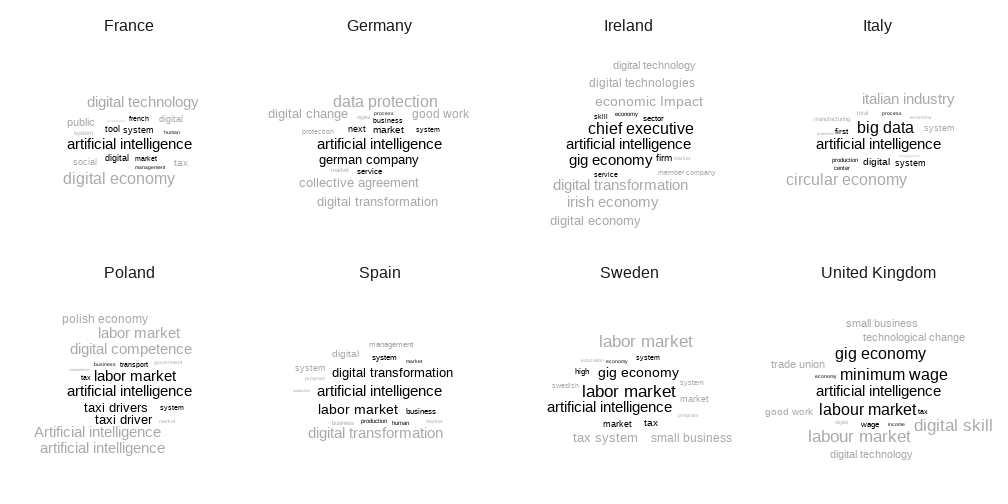 France
digital technology
public french digital
system tool system human
artificial intelligence
social digital market tax
management
digital economy
Germany
data protection
digital change process good work
digital business
protection next market system
artificial intelligence
german company
market service
collective agreement
digital transformation
Ireland
digital technology
digital technologies
economic Impact
skill economy sector
chief executive
artificial intelligence
gig economy firm market
service member company
digital transformation
irish economy
digital economy
Italy
italian industry
manufacturing total process economy
first big data system
artificial intelligence
production digital system
center
circular economy
Poland
polish economy
labor market
digital competence
business transport government
competence
tax labor market
artificial intelligence
taxi drivers system
taxi driver market
Artificial intelligence
artificial intelligence
Spain
management
digital system market
system digital transformation
program
artificial intelligence
labor market business
business production human market
digital transformation
Sweden
labor market
education economy system
high gig economy
swedish labor market system
artificial intelligence market
program
market tax
tax system small business
United Kingdom
small business
technological change
gig economy
trade union
economy minimum wage
artificial intelligence
good work labour market tax
digital wage income digital skill
labour market
digital technology